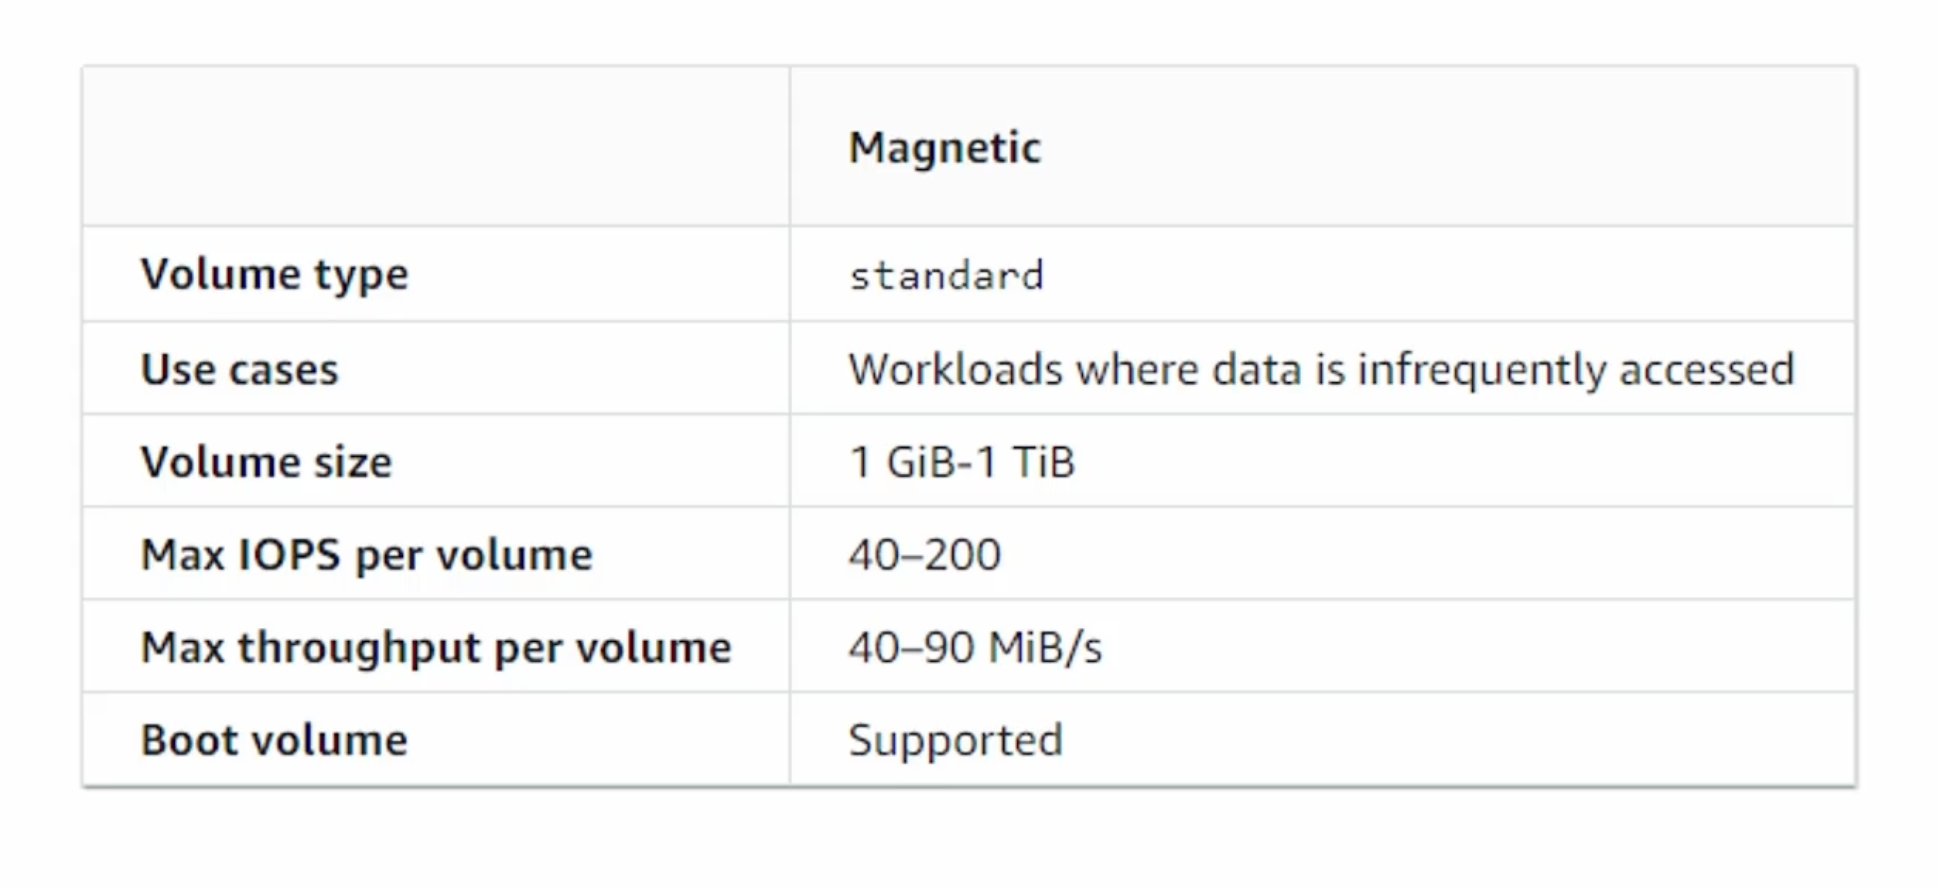 Magnetic
Volume type standard
Use cases Workloads where data is infrequently accessed
Volume size 1 GiB-1 TiB
Max IOPS per volume 40–200
Max throughput per volume 40–90 MiB/s
Boot volume Supported